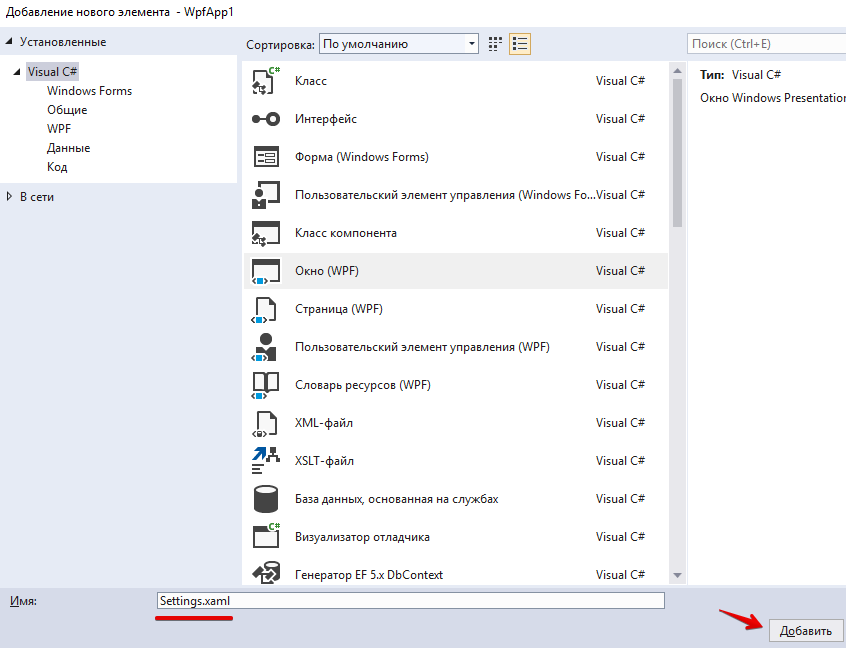 Добавление нового элемента - WpfApp1
Установленные
Сортировка: По умолчанию
Поиск (Ctrl+E)
Visual C#
Windows Forms
Общие
WPF
Данные
Код
В сети
Класс Visual C#
Интерфейс Visual C#
Форма (Windows Forms) Visual C#
Пользовательский элемент управления (Windows Fo... Visual C#
Класс компонента Visual C#
Окно (WPF) Visual C#
Страница (WPF) Visual C#
Пользовательский элемент управления (WPF) Visual C#
Словарь ресурсов (WPF) Visual C#
XML-файл Visual C#
XSLT-файл Visual C#
База данных, основанная на службах Visual C#
Визуализатор отладчика Visual C#
Генератор EF 5.x DbContext Visual C#
Тип: Visual C#
Окно Windows Presentation
Имя: Settings.xaml
Добавить